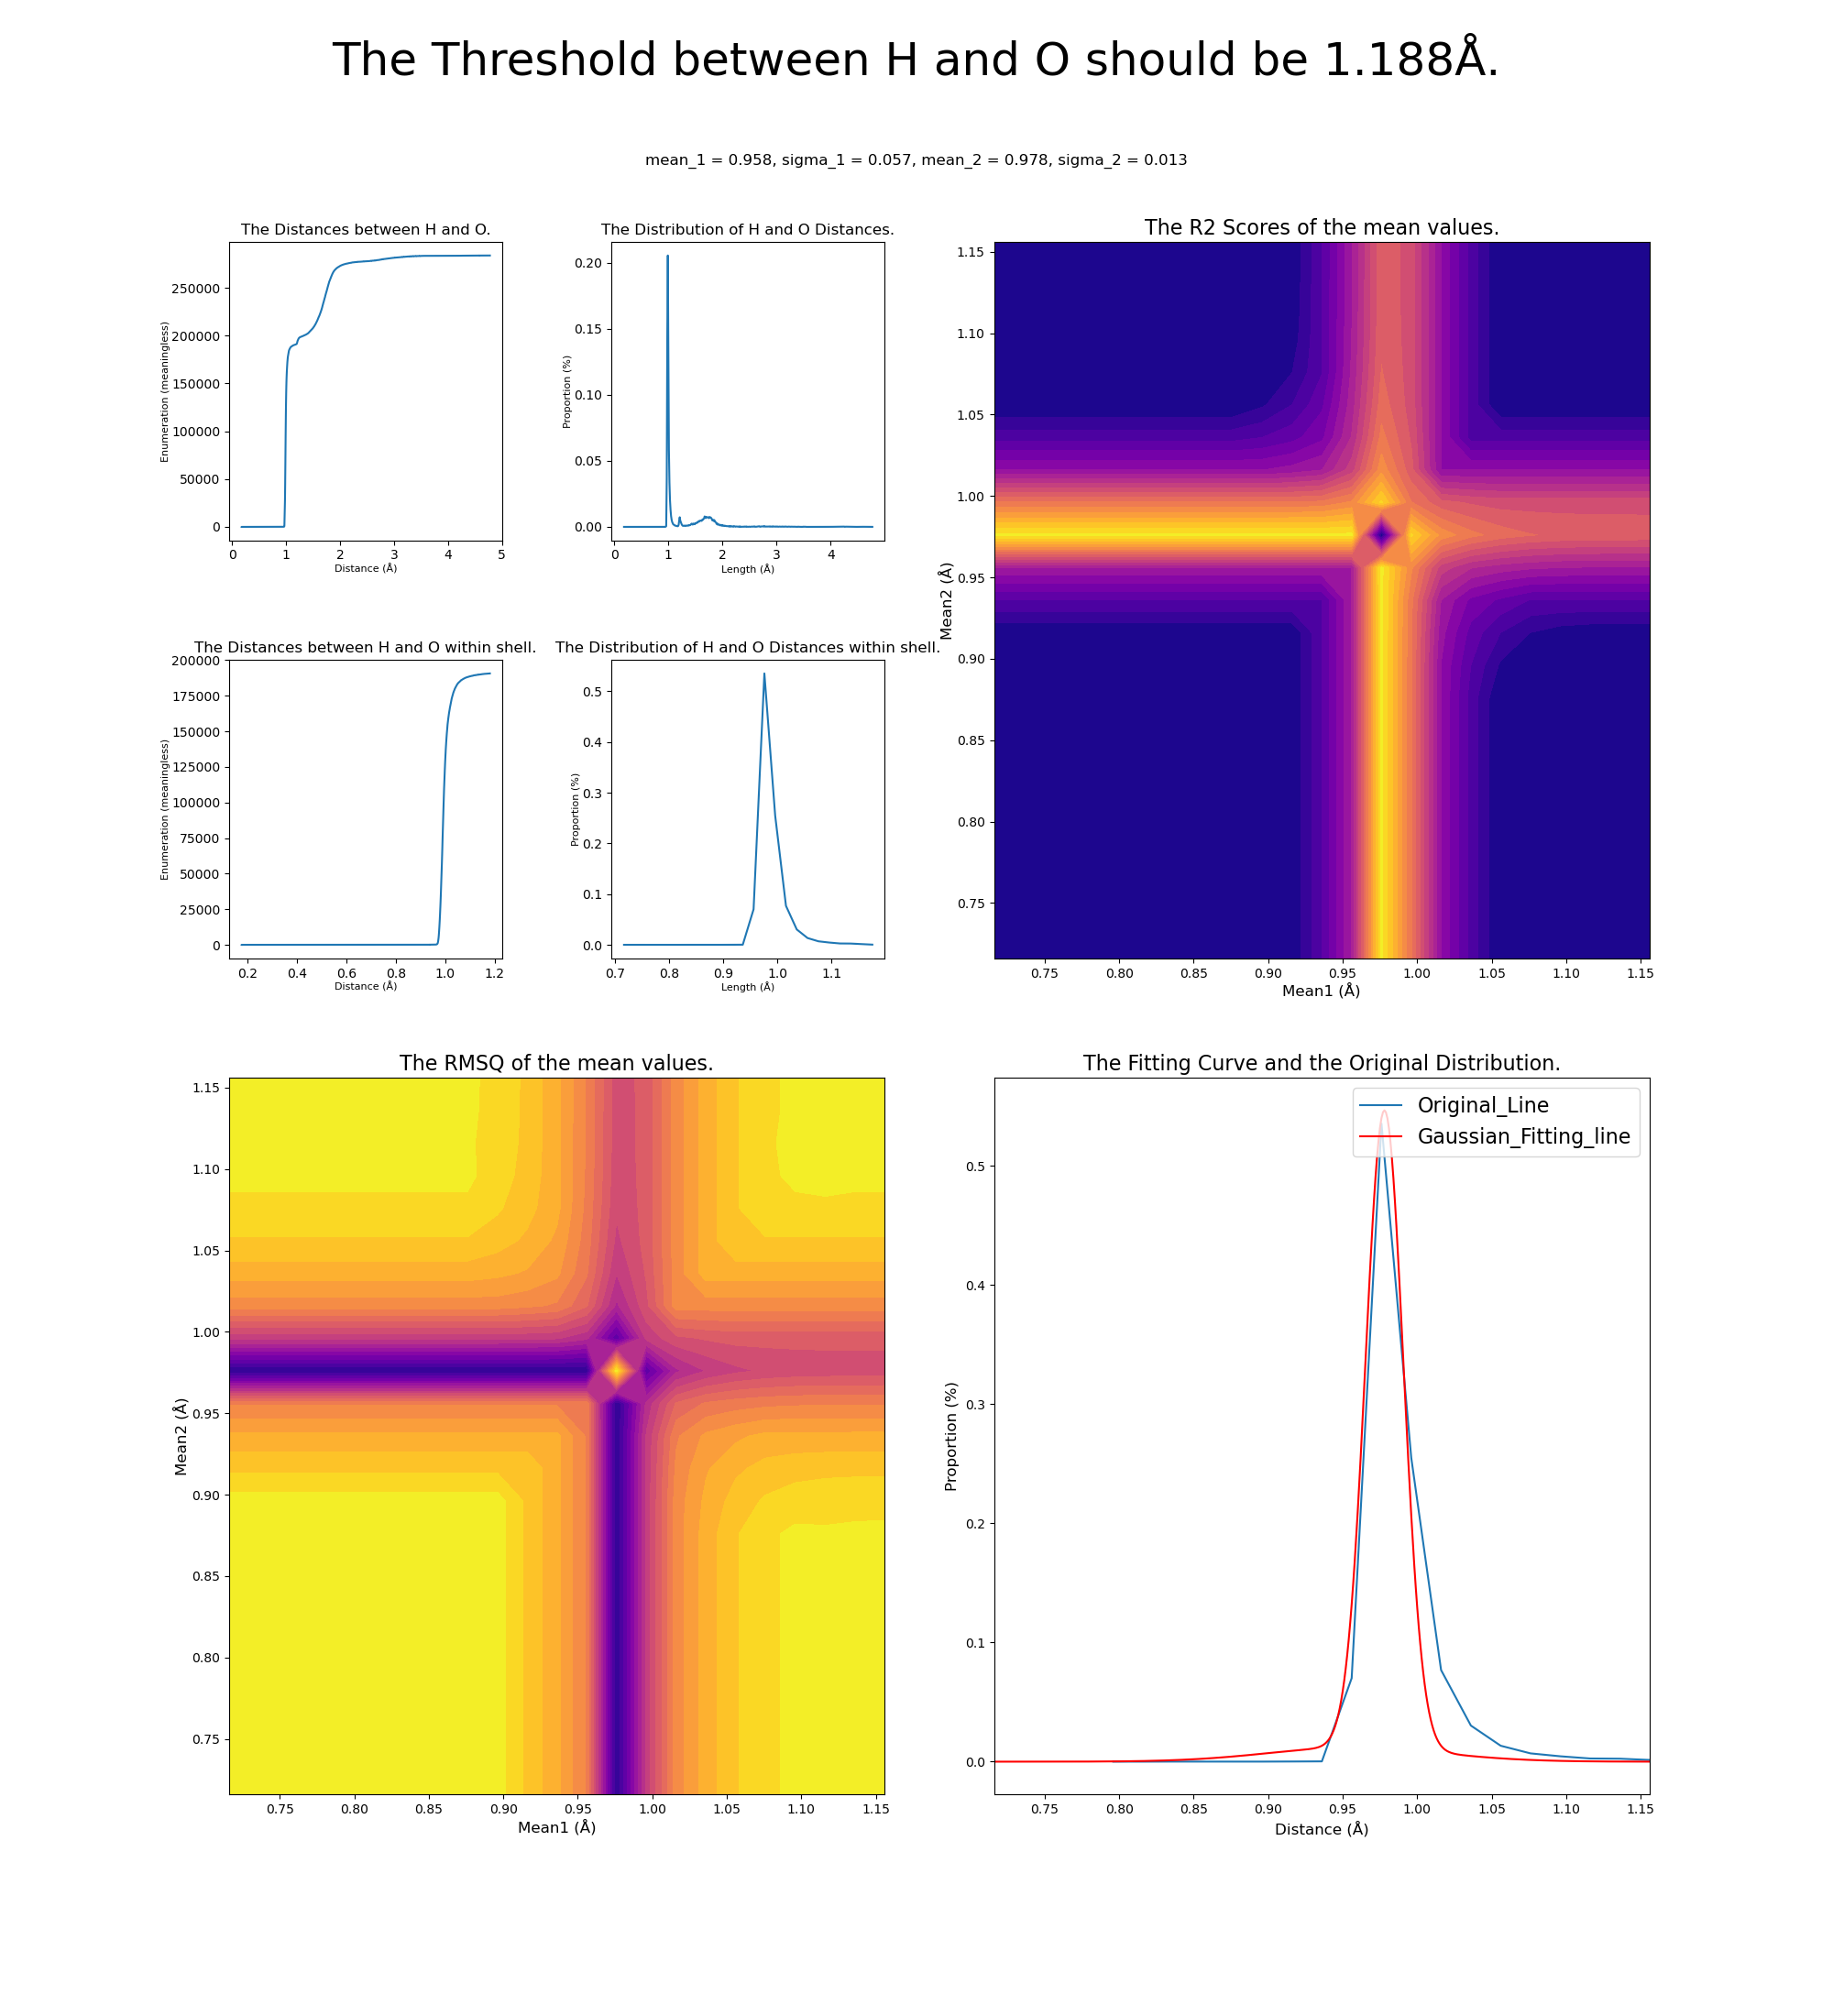 The Threshold between H and O should be 1.188Å.
mean_1 = 0.958, sigma_1 = 0.057, mean_2 = 0.978, sigma_2 = 0.013
The Distances between H and O.
Enumeration (meaningless)
250000
200000
150000
100000
50000
0
0 1 2 3 4 5
Distance (Å)
The Distribution of H and O Distances.
Proportion (%)
0.20
0.15
0.10
0.05
0.00
0 1 2 3 4
Length (Å)
The R2 Scores of the mean values.
Mean2 (Å)
1.15
1.10
1.05
1.00
0.95
0.90
0.85
0.80
0.75
0.75 0.80 0.85 0.90 0.95 1.00 1.05 1.10 1.15
Mean1 (Å)
The Distances between H and O within shell.
Enumeration (meaningless)
200000
175000
150000
125000
100000
75000
50000
25000
0
0.2 0.4 0.6 0.8 1.0 1.2
Distance (Å)
The Distribution of H and O Distances within shell.
Proportion (%)
0.5
0.4
0.3
0.2
0.1
0.0
0.7 0.8 0.9 1.0 1.1
Length (Å)
The RMSQ of the mean values.
Mean2 (Å)
1.15
1.10
1.05
1.00
0.95
0.90
0.85
0.80
0.75
0.75 0.80 0.85 0.90 0.95 1.00 1.05 1.10 1.15
Mean1 (Å)
The Fitting Curve and the Original Distribution.
Original_Line
Gaussian_Fitting_line
Proportion (%)
0.5
0.4
0.3
0.2
0.1
0.0
0.75 0.80 0.85 0.90 0.95 1.00 1.05 1.10 1.15
Distance (Å)